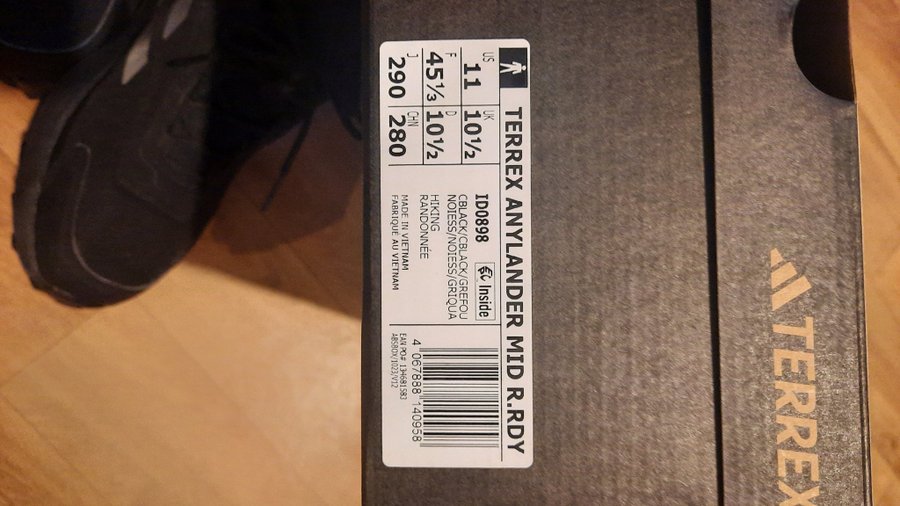 TERREX ANYLANDER MID R.RDY
US 11
UK 10½
F 45⅓
D 10½
J 290
CHN 280
ID0898
Inside
CBLACK/CBLACK/GREFOU
NOIESS/NOIESS/GRIQUA
HIKING
RANDONNÉE
MADE IN VIETNAM
FABRIQUÉ AU VIETNAM
4 067888 140958
TERREX